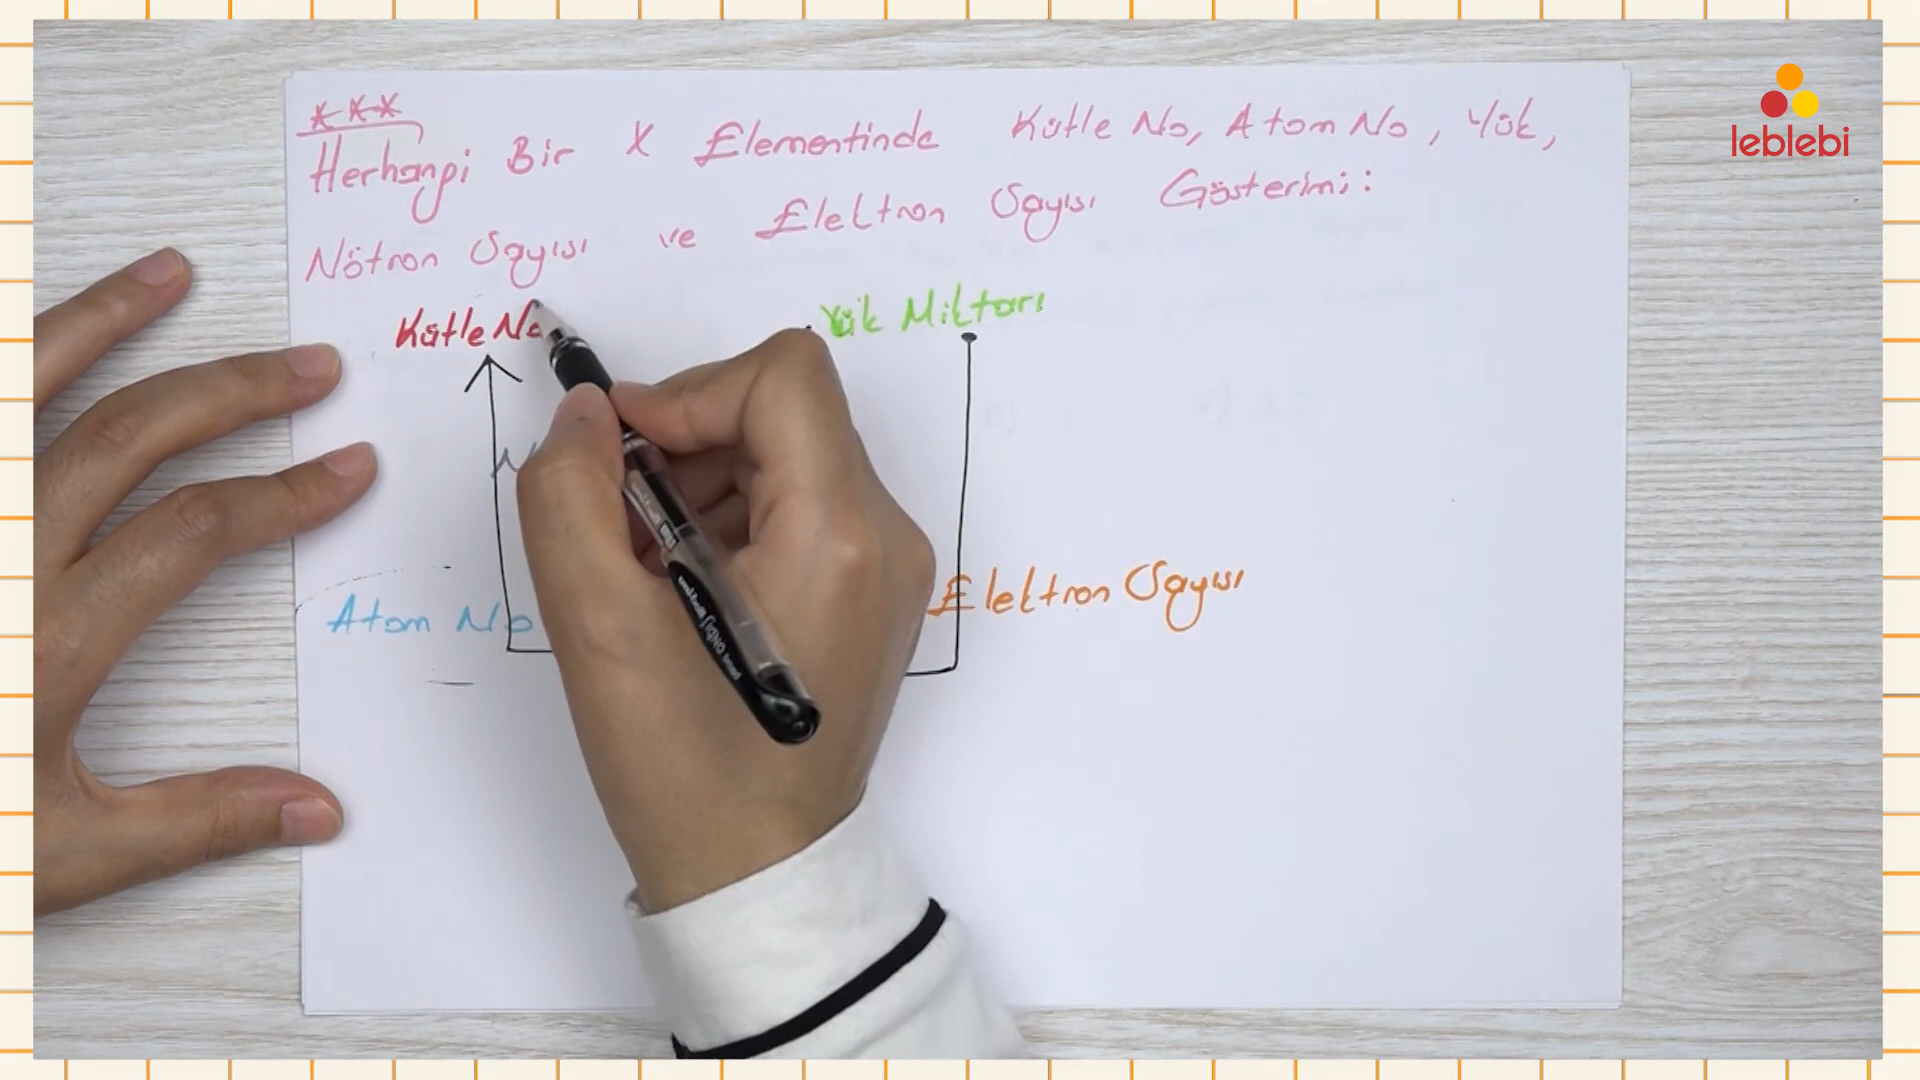 ***
Herhangi Bir X Elementinde Kütle No, Atom No, Yük,
Nötron Sayısı ve Elektron Sayısı Gösterimi:
Kütle No
Yük Miktarı
Atom No
Elektron Sayısı
leblebi